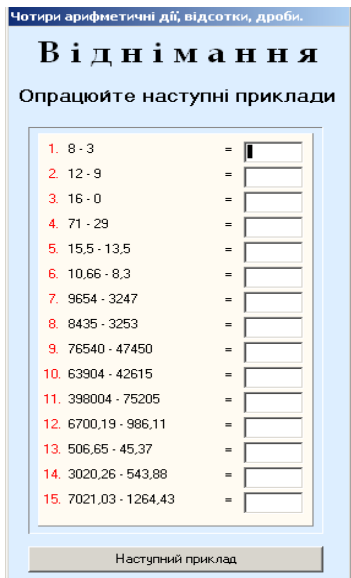 Чотири арифметичні дії, відсотки, дроби.
Віднімання
Опрацюйте наступні приклади
1. 8 - 3 =
2. 12 - 9 =
3. 16 - 0 =
4. 71 - 29 =
5. 15,5 - 13,5 =
6. 10,66 - 8,3 =
7. 9654 - 3247 =
8. 8435 - 3253 =
9. 76540 - 47450 =
10. 63904 - 42615 =
11. 398004 - 75205 =
12. 6700,19 - 986,11 =
13. 506,65 - 45,37 =
14. 3020,26 - 543,88 =
15. 7021,03 - 1264,43 =
Наступний приклад